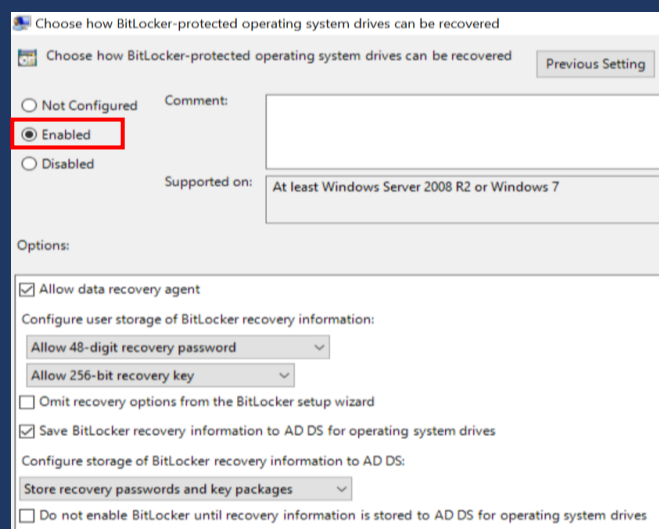 Choose how BitLocker-protected operating system drives can be recovered
Choose how BitLocker-protected operating system drives can be recovered
Previous Setting
Not Configured
Comment:
Enabled
Disabled
Supported on:
At least Windows Server 2008 R2 or Windows 7
Options:
Allow data recovery agent
Configure user storage of BitLocker recovery information:
Allow 48-digit recovery password
Allow 256-bit recovery key
Omit recovery options from the BitLocker setup wizard
Save BitLocker recovery information to AD DS for operating system drives
Configure storage of BitLocker recovery information to AD DS:
Store recovery passwords and key packages
Do not enable BitLocker until recovery information is stored to AD DS for operating system drives